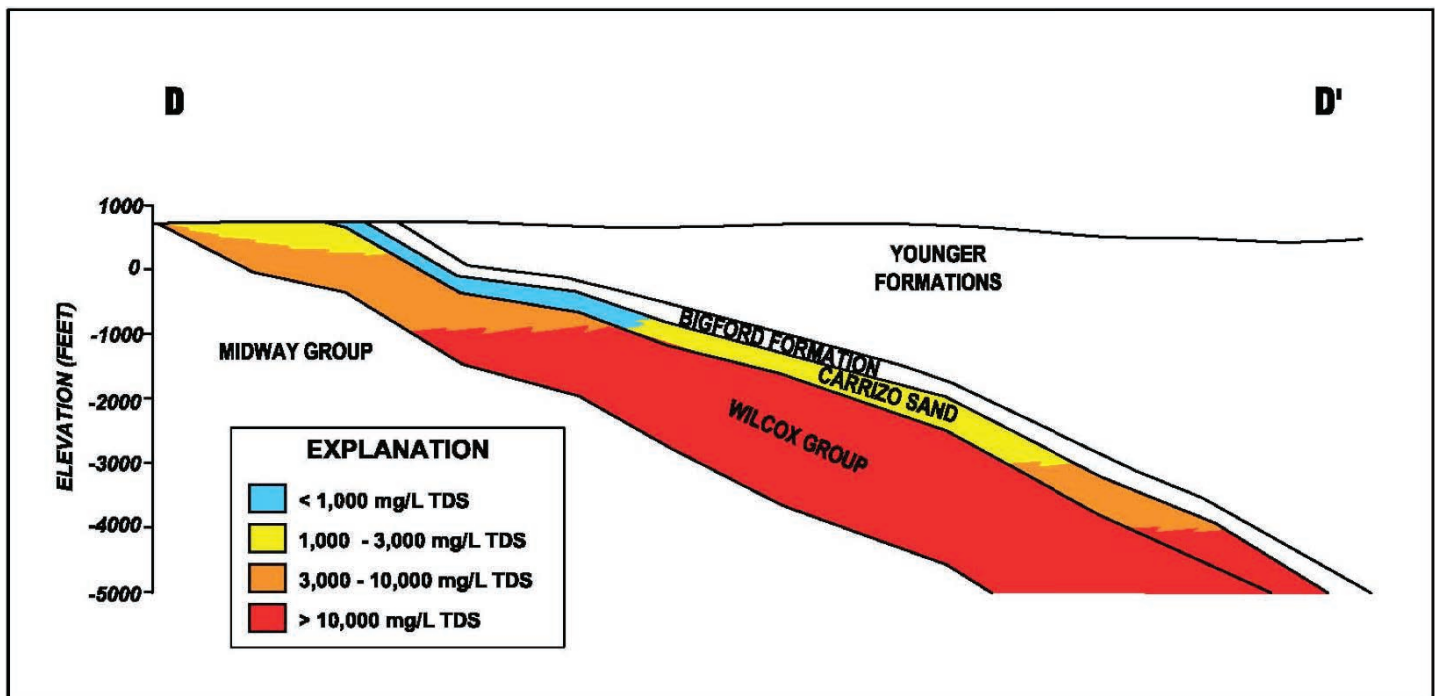 D
D'
1000
0
-1000
-2000
-3000
-4000
-5000
ELEVATION (FEET)
YOUNGER
FORMATIONS
BIGFORD FORMATION
CARRIZO SAND
WILCOX GROUP
MIDWAY GROUP
EXPLANATION
< 1,000 mg/L TDS
1,000 - 3,000 mg/L TDS
3,000 - 10,000 mg/L TDS
> 10,000 mg/L TDS